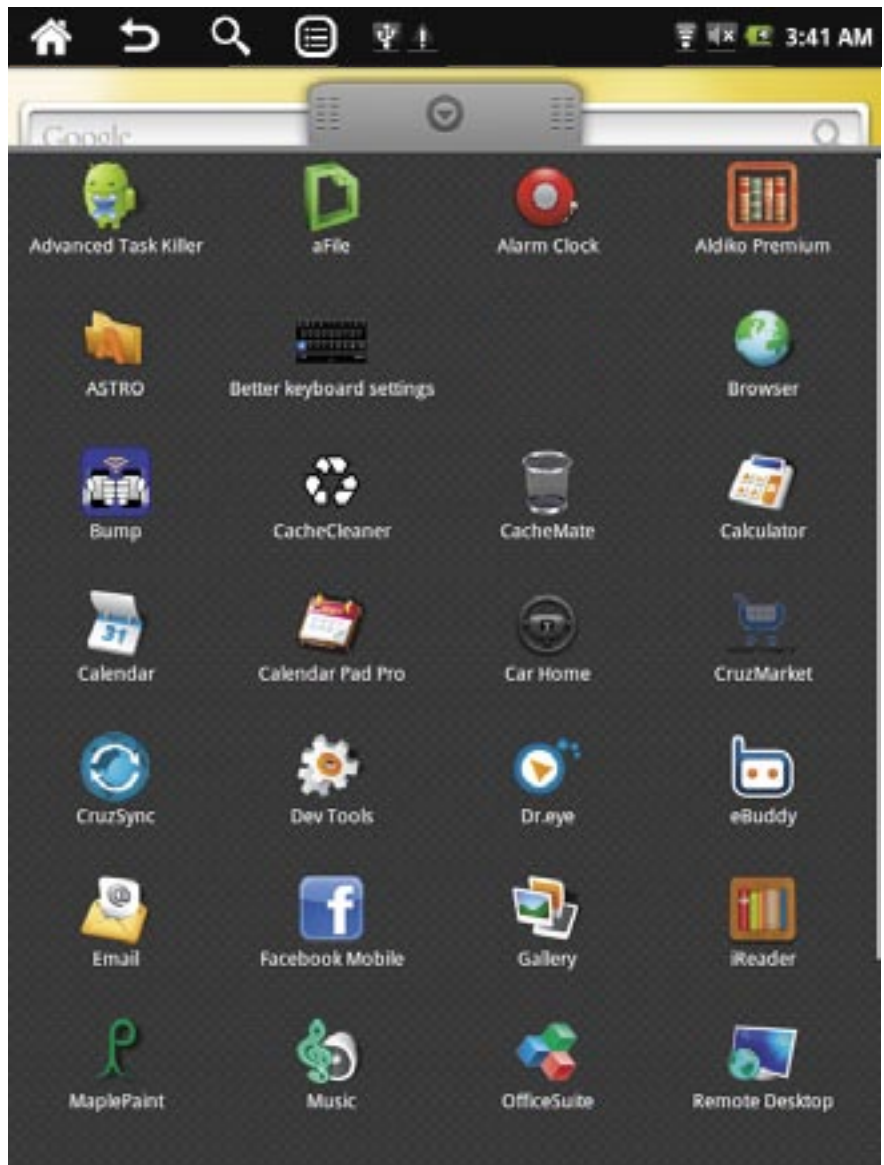 3:41 AM
Google
Advanced Task Killer
aFile
Alarm Clock
Aldiko Premium
ASTRO
Better keyboard settings
Browser
Bump
CacheCleaner
CacheMate
Calculator
31
Calendar
Calendar Pad Pro
Car Home
CruzMarket
CruzSync
Dev Tools
Dr.eye
eBuddy
@
Email
f
Facebook Mobile
Gallery
iReader
MaplePaint
Music
OfficeSuite
Remote Desktop